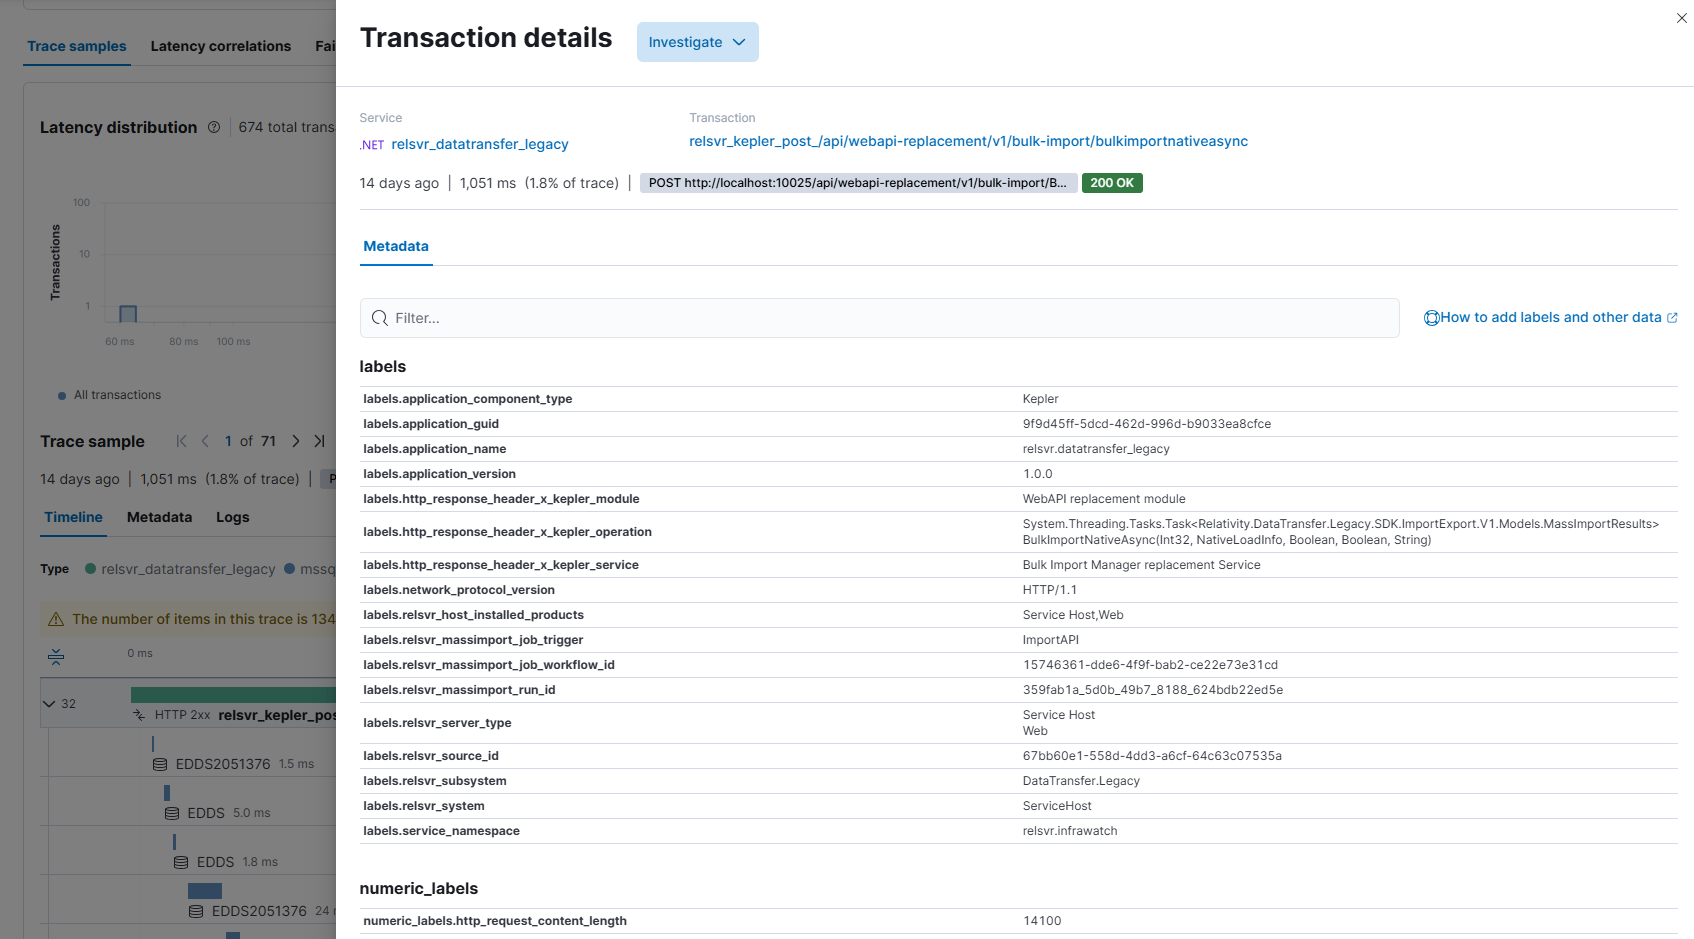 Trace samples
Latency correlations
Fai
Latency distribution
674 total trans
Transactions
100
10
1
60 ms
80 ms
100 ms
All transactions
Trace sample
1 of 71
14 days ago | 1,051 ms (1.8% of trace) | P
Timeline
Metadata
Logs
Type
relsvr_datatransfer_legacy
mssq
The number of items in this trace is 134
0 ms
32
HTTP 2xx relsvr_kepler_pos
EDDS2051376 1.5 ms
EDDS 5.0 ms
EDDS 1.8 ms
EDDS2051376 24
Transaction details
Investigate
Service
.NET relsvr_datatransfer_legacy
Transaction
relsvr_kepler_post_/api/webapi-replacement/v1/bulk-import/bulkimportnativeasync
14 days ago | 1,051 ms (1.8% of trace) | POST http://localhost:10025/api/webapi-replacement/v1/bulk-import/B... 200 OK
Metadata
Filter...
How to add labels and other data
labels
labels.application_component_type Kepler
labels.application_guid 9f9d45ff-5dcd-462d-996d-b9033ea8cfce
labels.application_name relsvr.datatransfer_legacy
labels.application_version 1.0.0
labels.http_response_header_x_kepler_module WebAPI replacement module
labels.http_response_header_x_kepler_operation System.Threading.Tasks.Task<Relativity.DataTransfer.Legacy.SDK.ImportExport.V1.Models.MassImportResults>
BulkImportNativeAsync(Int32, NativeLoadInfo, Boolean, Boolean, String)
labels.http_response_header_x_kepler_service Bulk Import Manager replacement Service
labels.network_protocol_version HTTP/1.1
labels.relsvr_host_installed_products Service Host,Web
labels.relsvr_massimport_job_trigger ImportAPI
labels.relsvr_massimport_job_workflow_id 15746361-dde6-4f9f-bab2-ce22e73e31cd
labels.relsvr_massimport_run_id 359fab1a_5d0b_49b7_8188_624bdb22ed5e
labels.relsvr_server_type Service Host
Web
labels.relsvr_source_id 67bb60e1-558d-4dd3-a6cf-64c63c07535a
labels.relsvr_subsystem DataTransfer.Legacy
labels.relsvr_system ServiceHost
labels.service_namespace relsvr.infrawatch
numeric_labels
numeric_labels.http_request_content_length 14100